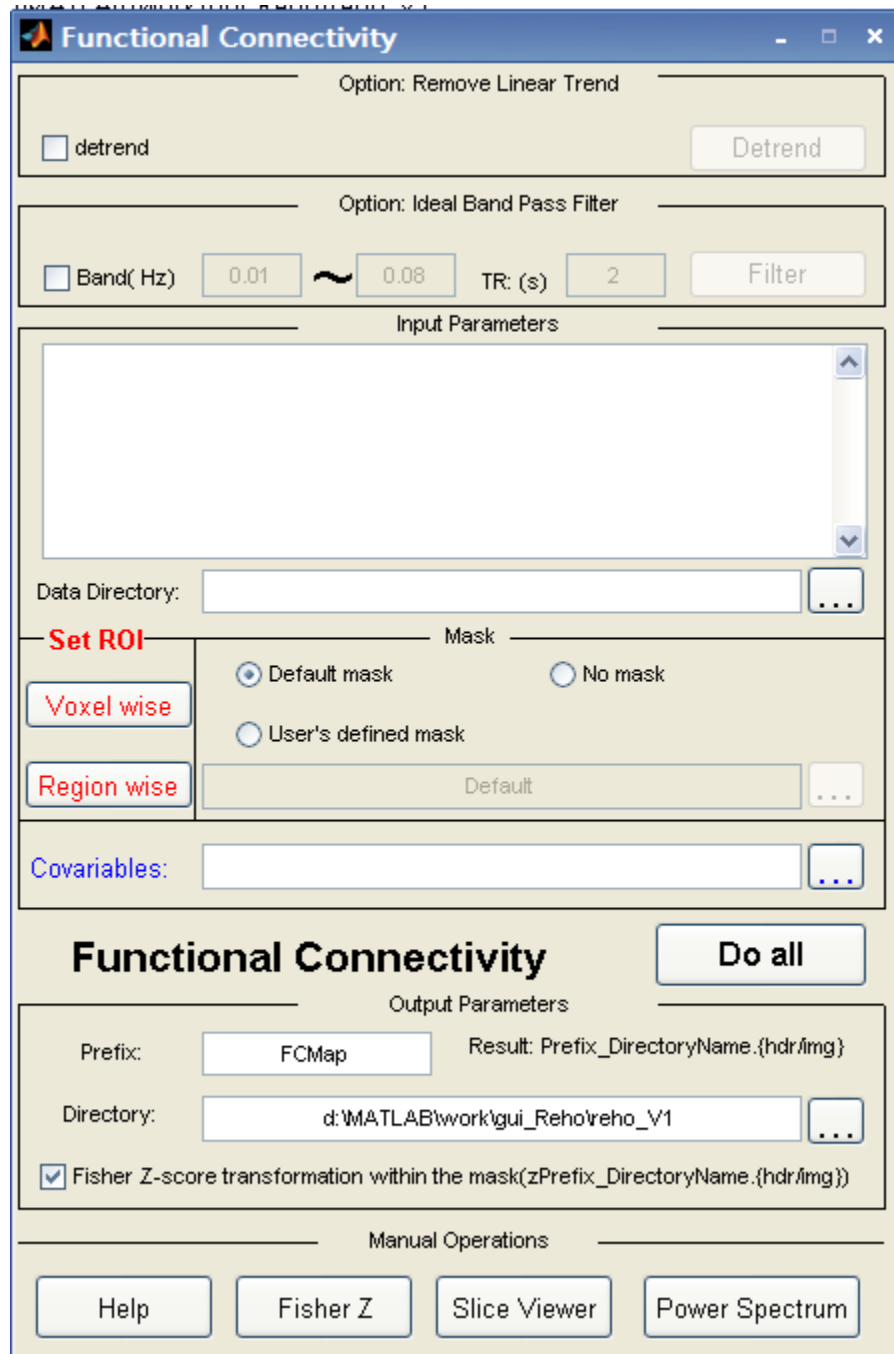 Functional Connectivity
Option: Remove Linear Trend
detrend
Detrend
Option: Ideal Band Pass Filter
Band( Hz)
0.01
~
0.08
TR: (s)
2
Filter
Input Parameters
Data Directory:
...
Set ROI
Mask
Default mask
No mask
Voxel wise
User's defined mask
Region wise
Default
...
Covariables:
...
Functional Connectivity
Do all
Output Parameters
Prefix:
FCMap
Result: Prefix_DirectoryName.{hdr/img}
Directory:
d:\MATLAB\work\gui_Reho\reho_V1
...
Fisher Z-score transformation within the mask(zPrefix_DirectoryName.{hdr/img})
Manual Operations
Help
Fisher Z
Slice Viewer
Power Spectrum